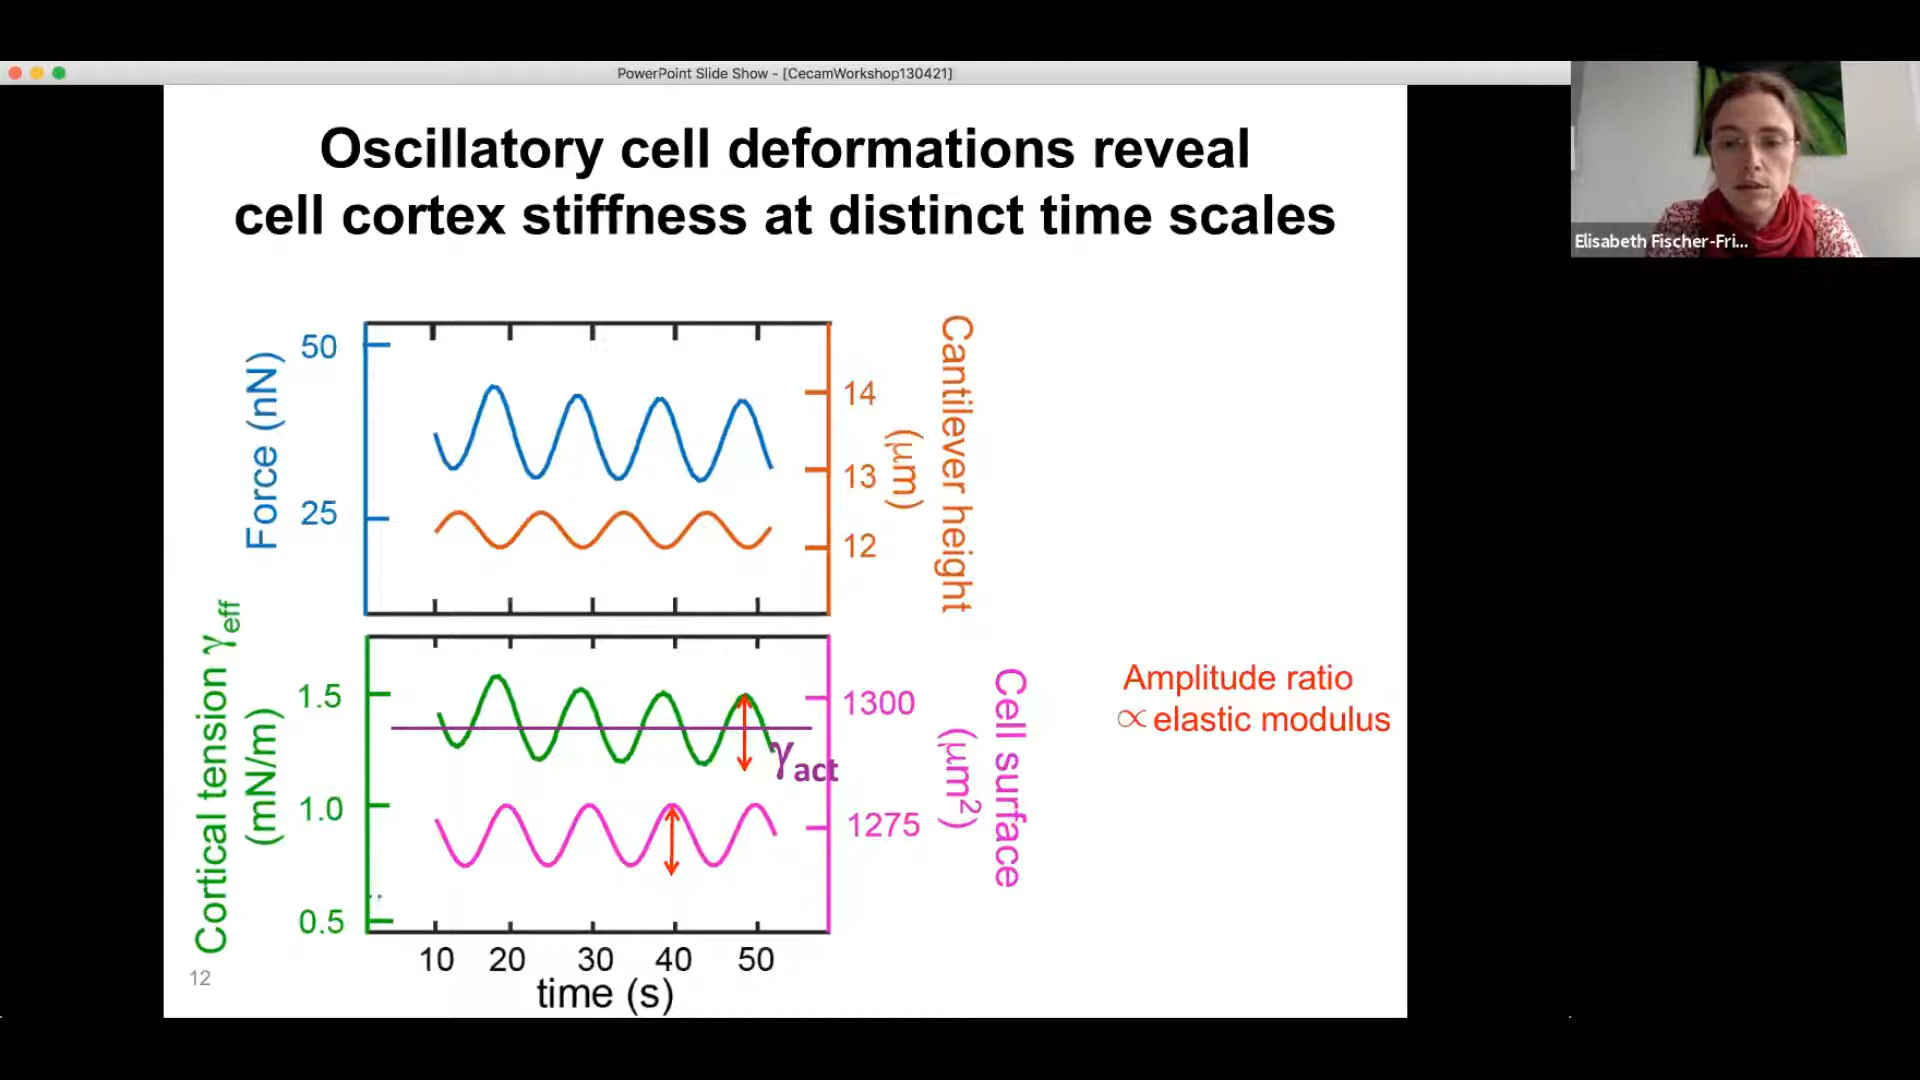 PowerPoint Slide Show - [CecamWorkshop130421]
Elisabeth Fischer-Fri...
Oscillatory cell deformations reveal
cell cortex stiffness at distinct time scales
Force (nN)
50
25
14
13
12
Cantilever height
(μm)
Cortical tension γeff
(mN/m)
1.5
1.0
0.5
γact
1300
1275
Cell surface
(μm²)
Amplitude ratio
∝ elastic modulus
10 20 30 40 50
time (s)
12